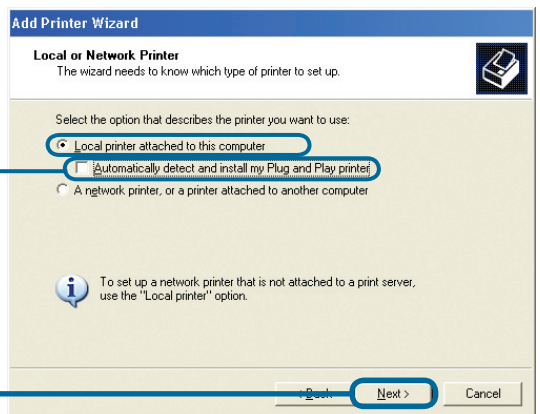 Add Printer Wizard
Local or Network Printer
The wizard needs to know which type of printer to set up.
Select the option that describes the printer you want to use:
Local printer attached to this computer
Automatically detect and install my Plug and Play printer
A network printer, or a printer attached to another computer
To set up a network printer that is not attached to a print server,
use the "Local printer" option.
< Back
Next >
Cancel